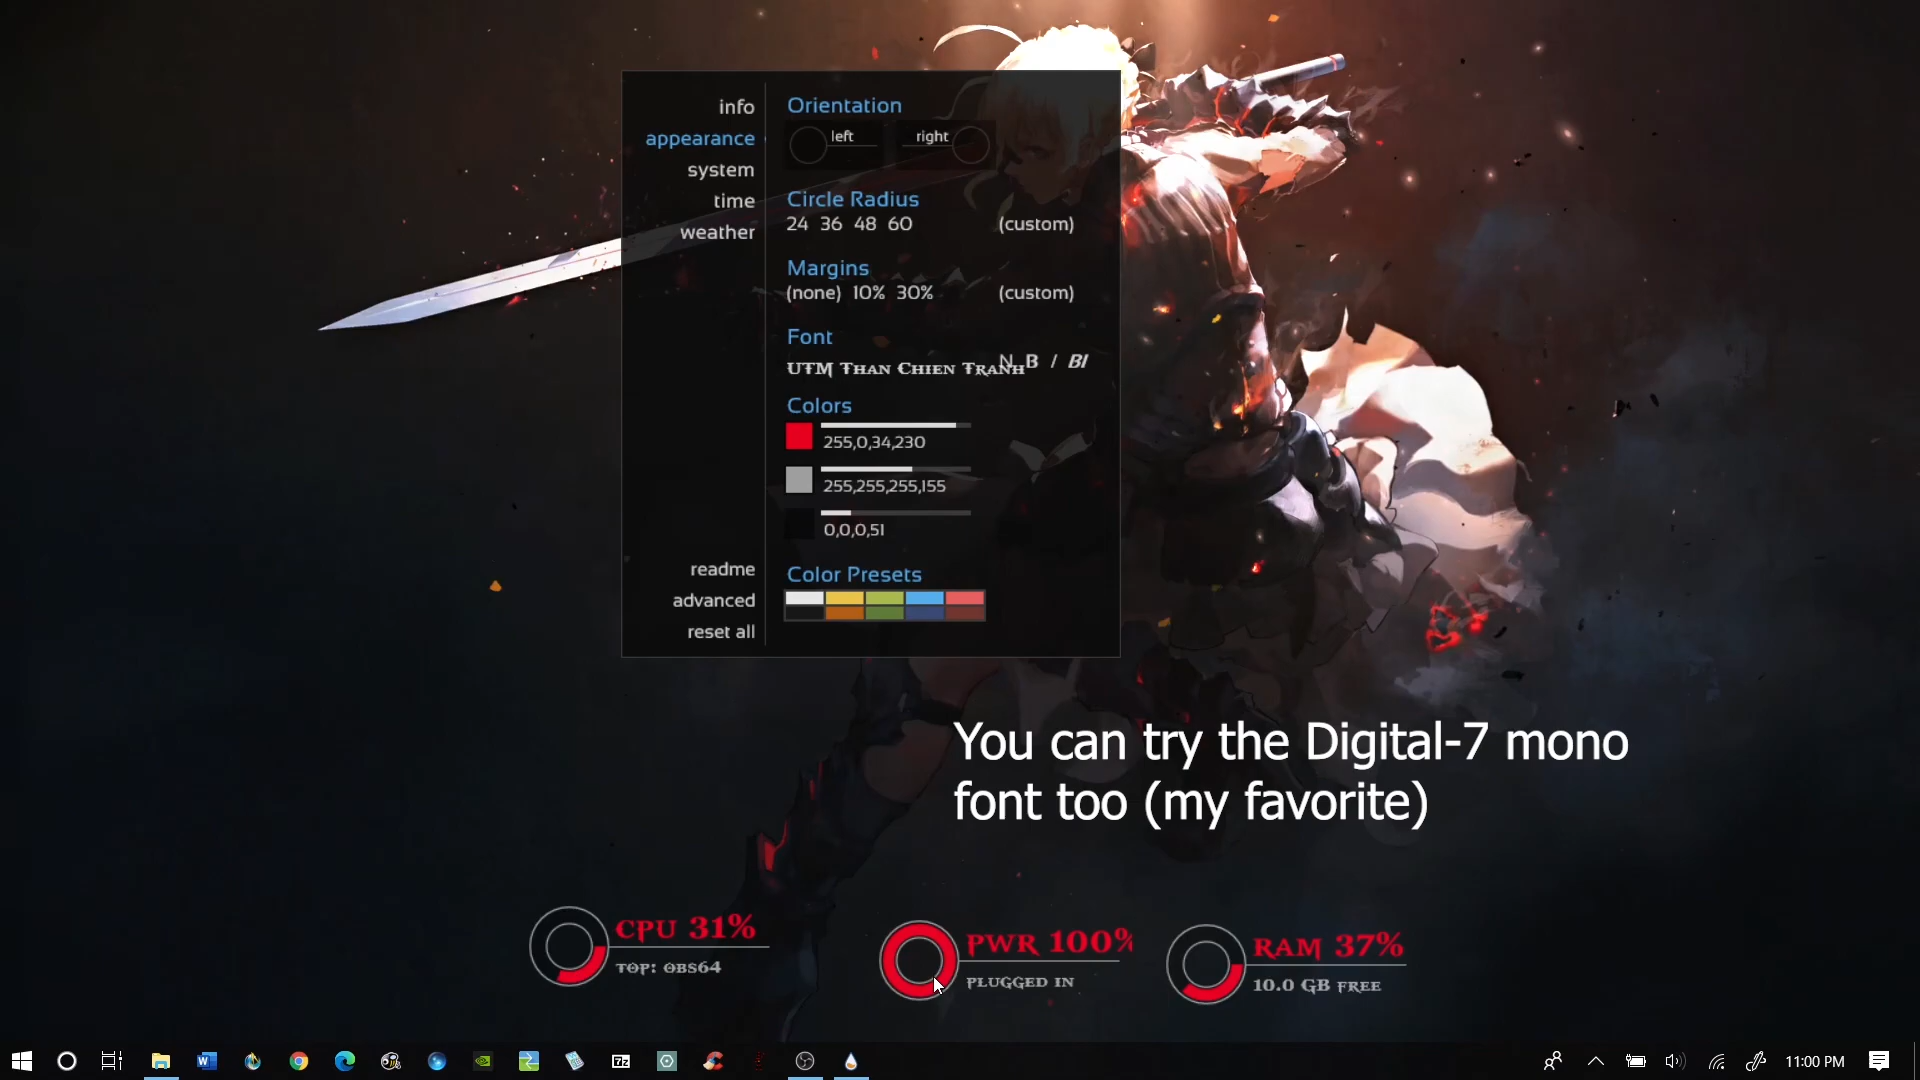 info
appearance
system
time
weather
readme
advanced
reset all
Orientation
left right
Circle Radius
24 36 48 60 (custom)
Margins
(none) 10% 30% (custom)
Font
UTM Than Chien Tranh N B / BI
Colors
255,0,34,230
255,255,255,155
0,0,0,51
Color Presets
You can try the Digital-7 mono
font too (my favorite)
CPU 31%
TOP: OBS64
PWR 100%
PLUGGED IN
RAM 37%
10.0 GB FREE
11:00 PM